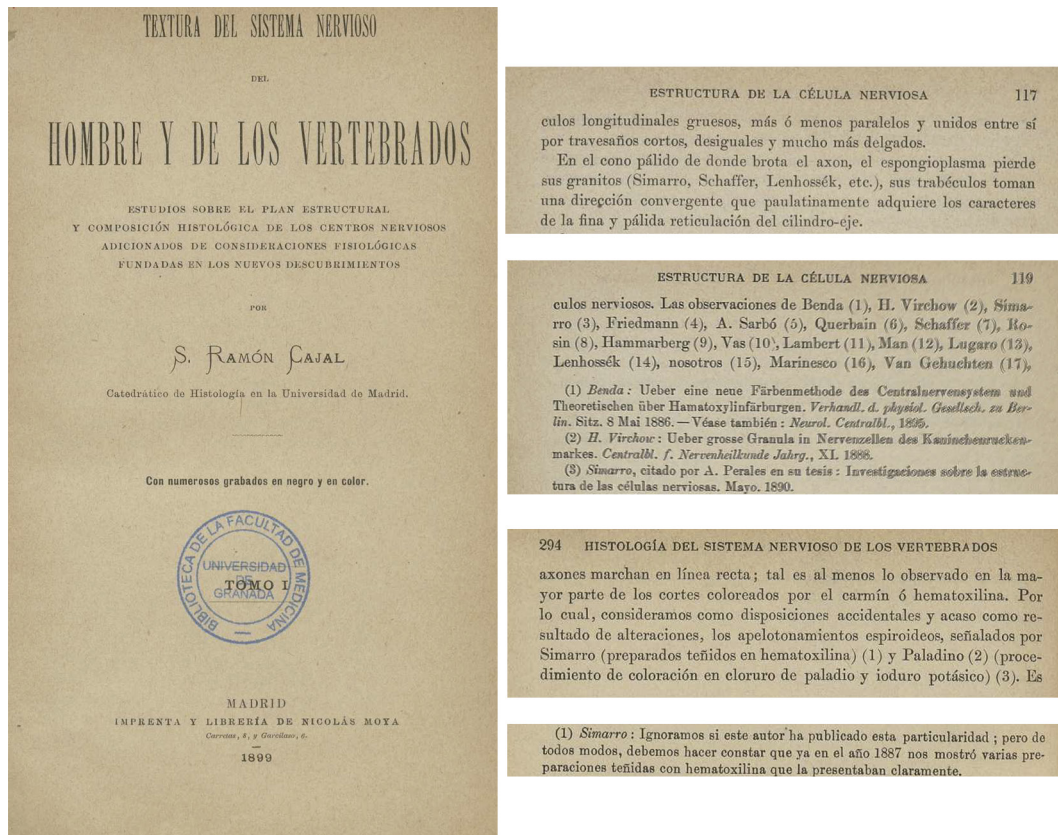 TEXTURA DEL SISTEMA NERVIOSO
DEL
HOMBRE Y DE LOS VERTEBRADOS
ESTUDIOS SOBRE EL PLAN ESTRUCTURAL
Y COMPOSICIÓN HISTOLÓGICA DE LOS CENTROS NERVIOSOS
ADICIONADOS DE CONSIDERACIONES FISIOLÓGICAS
FUNDADAS EN LOS NUEVOS DESCUBRIMIENTOS
POR
S. RAMÓN CAJAL
Catedrático de Histología en la Universidad de Madrid.
Con numerosos grabados en negro y en color.
BIBLIOTECA DE LA FACULTAD DE MEDICINA
UNIVERSIDAD
DE
GRANADA
TOMO I
MADRID
IMPRENTA Y LIBRERÍA DE NICOLÁS MOYA
Carretas, 8, y Garcilaso, 6.
1899
ESTRUCTURA DE LA CÉLULA NERVIOSA 117
culos longitudinales gruesos, más ó menos paralelos y unidos entre sí
por travesaños cortos, desiguales y mucho más delgados.
En el cono pálido de donde brota el axon, el espongioplasma pierde
sus granitos (Simarro, Schaffer, Lenhossék, etc.), sus trabéculos toman
una dirección convergente que paulatinamente adquiere los caracteres
de la fina y pálida reticulación del cilindro-eje.
ESTRUCTURA DE LA CÉLULA NERVIOSA 119
culos nerviosos. Las observaciones de Benda (1), H. Virchow (2), Sima-
rro (3), Friedmann (4), A. Sarbó (5), Querbain (6), Schaffer (7), Ro-
sin (8), Hammarberg (9), Vas (10), Lambert (11), Man (12), Lugaro (13),
Lenhossék (14), nosotros (15), Marinesco (16), Van Gehuchten (17),
(1) Benda: Ueber eine neue Färbenmethode des Centralnervensystem und
Theoretischen über Hamatoxylinfärburgen. Verhandl. d. physiol. Gesellsch. zu Ber-
lin. Sitz. 8 Mai 1886. — Véase también: Neurol. Centralbl., 1895.
(2) H. Virchow: Ueber grosse Granula in Nervenzellen des Kanincheurucken-
markes. Centralbl. f. Nervenheilkunde Jahrg., XI. 1888.
(3) Simarro, citado por A. Perales en su tesis: Investigaciones sobre la estruc-
tura de las células nerviosas. Mayo. 1890.
294 HISTOLOGÍA DEL SISTEMA NERVIOSO DE LOS VERTEBRADOS
axones marchan en línea recta; tal es al menos lo observado en la ma-
yor parte de los cortes coloreados por el carmín ó hematoxilina. Por
lo cual, consideramos como disposiciones accidentales y acaso como re-
sultado de alteraciones, los apelotonamientos espiroideos, señalados por
Simarro (preparados teñidos en hematoxilina) (1) y Paladino (2) (proce-
dimiento de coloración en cloruro de paladio y ioduro potásico) (3). Es
(1) Simarro: Ignoramos si este autor ha publicado esta particularidad; pero de
todos modos, debemos hacer constar que ya en el año 1887 nos mostró varias pre-
paraciones teñidas con hematoxilina que la presentaban claramente.